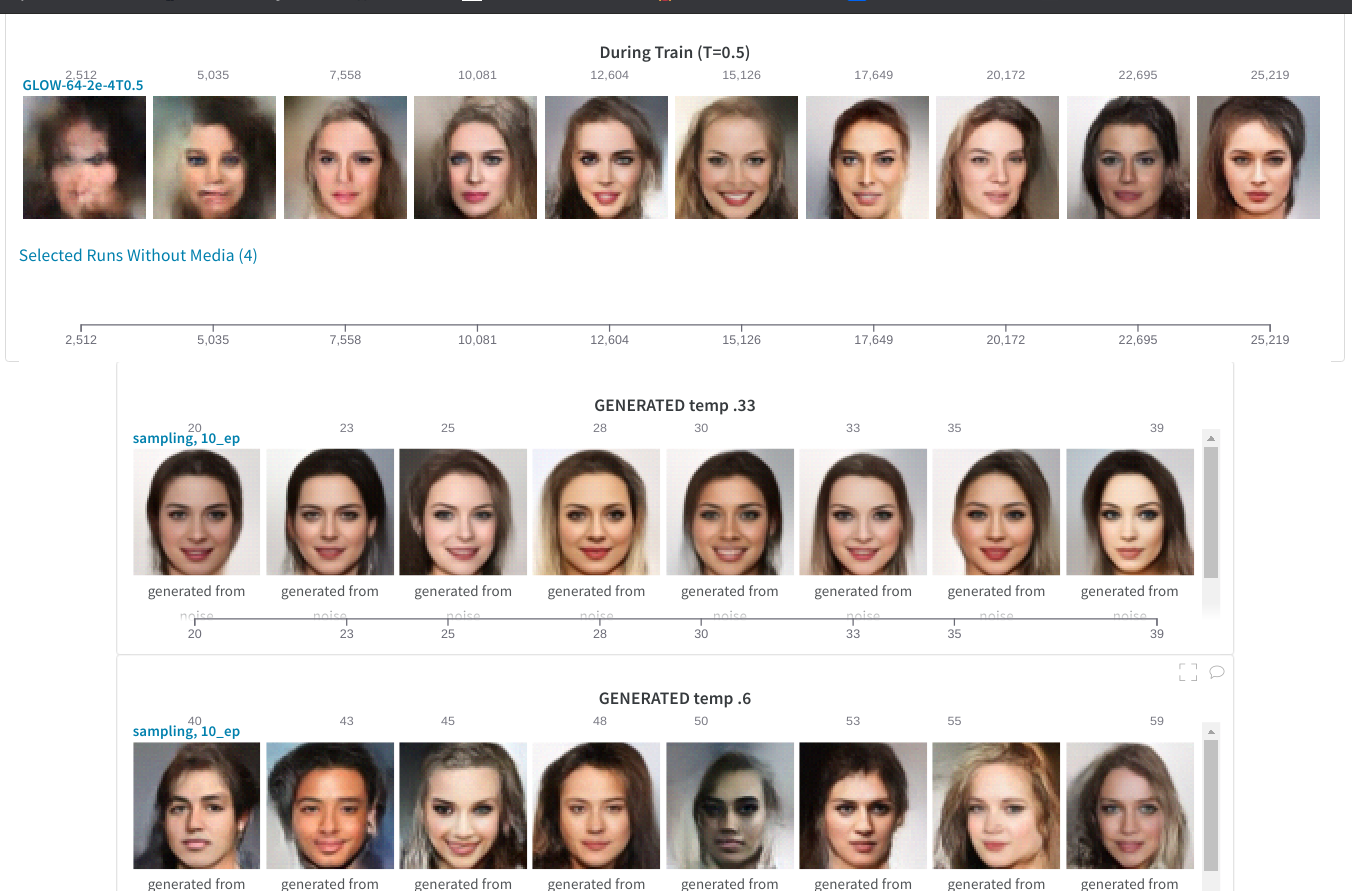 During Train (T=0.5)
2,512 5,035 7,558 10,081 12,604 15,126 17,649 20,172 22,695 25,219
GLOW-64-2e-4T0.5
Selected Runs Without Media (4)
2,512 5,035 7,558 10,081 12,604 15,126 17,649 20,172 22,695 25,219
GENERATED temp .33
20 23 25 28 30 33 35 39
sampling, 10_ep
generated from generated from generated from generated from generated from generated from generated from generated from
noise noise noise noise noise noise noise noise
20 23 25 28 30 33 35 39
GENERATED temp .6
40 43 45 48 50 53 55 59
sampling, 10_ep
generated from generated from generated from generated from generated from generated from generated from generated from